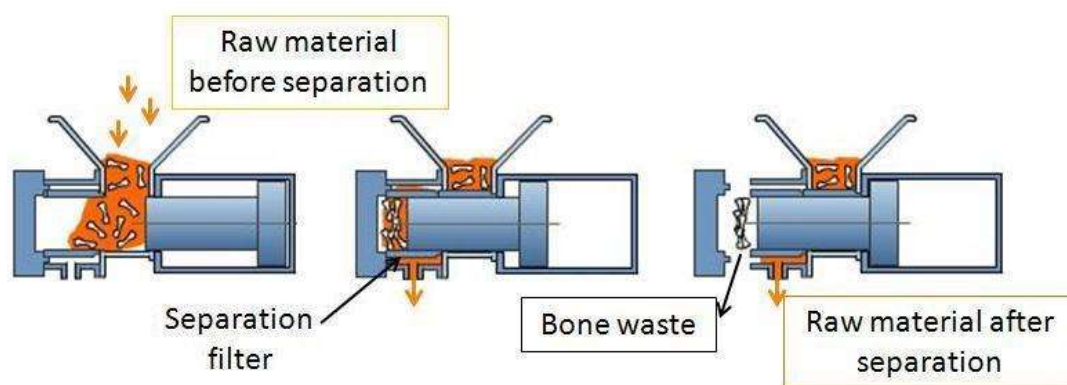 Raw material
before separation
Separation
filter
Bone waste
Raw material after
separation